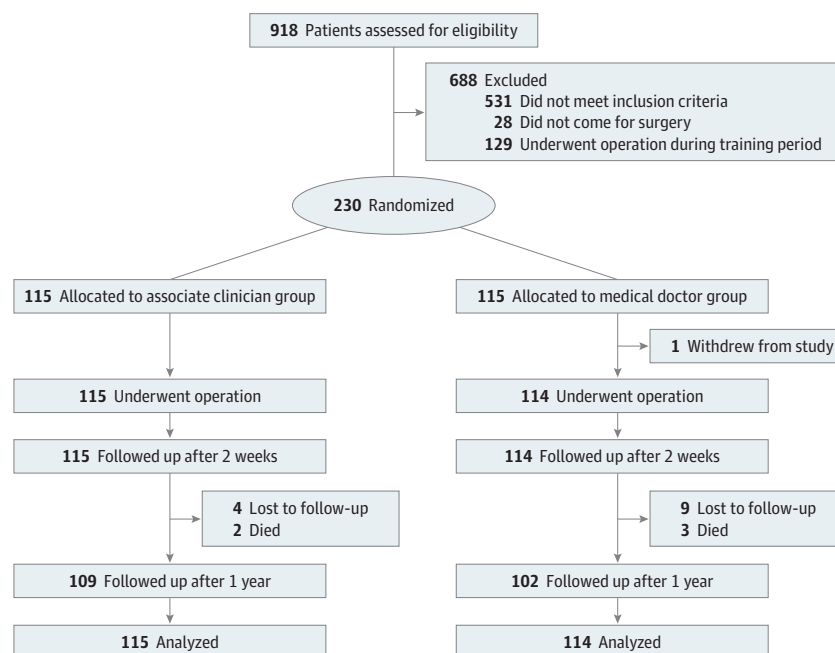 918 Patients assessed for eligibility
688 Excluded
531 Did not meet inclusion criteria
28 Did not come for surgery
129 Underwent operation during training period
230 Randomized
115 Allocated to associate clinician group
115 Allocated to medical doctor group
1 Withdrew from study
115 Underwent operation
114 Underwent operation
115 Followed up after 2 weeks
114 Followed up after 2 weeks
4 Lost to follow-up
2 Died
9 Lost to follow-up
3 Died
109 Followed up after 1 year
102 Followed up after 1 year
115 Analyzed
114 Analyzed